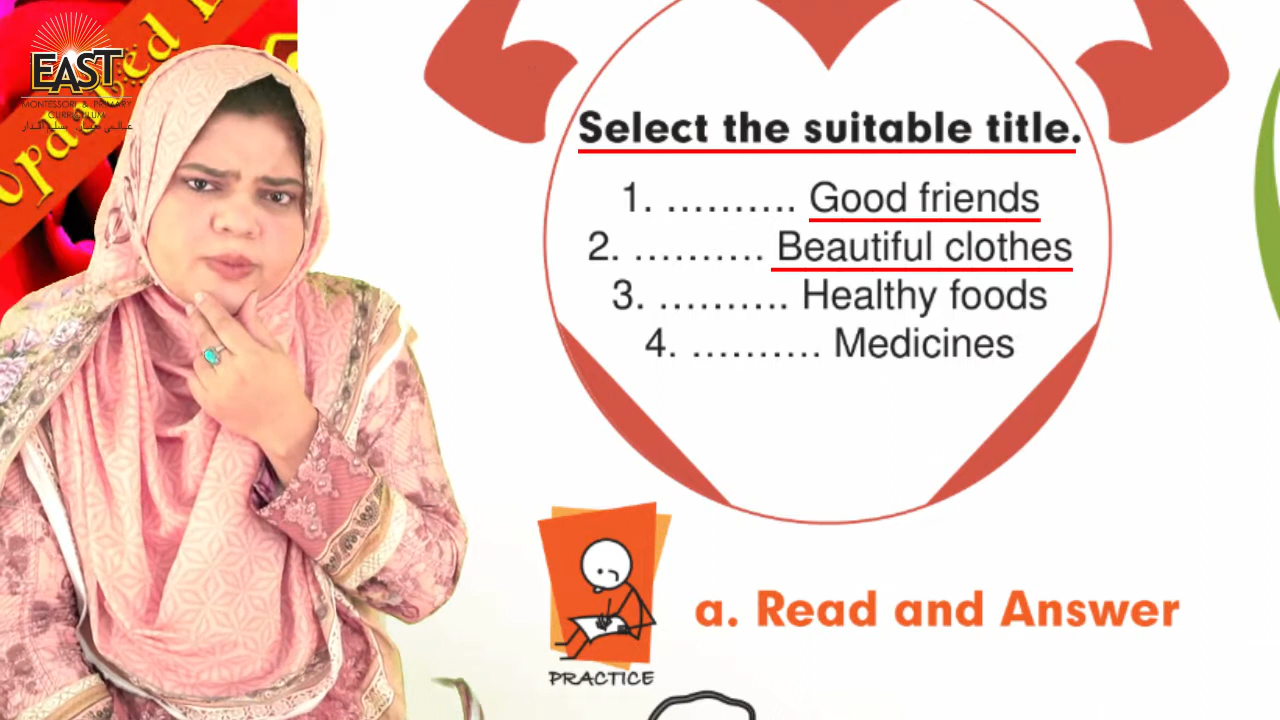 EAST
MONTESSORI & PRIMARY
CURRICULUM
Select the suitable title.
1. .......... Good friends
2. .......... Beautiful clothes
3. .......... Healthy foods
4. .......... Medicines
PRACTICE
a. Read and Answer